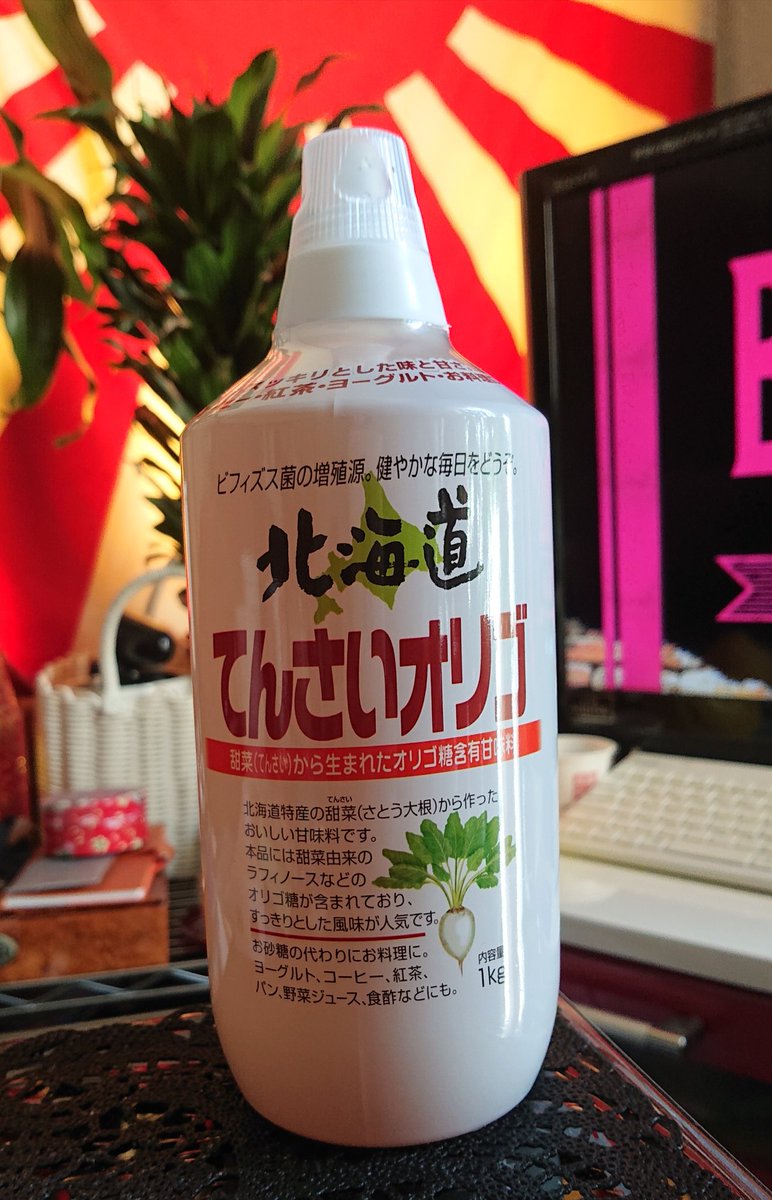 ッキリとした味と甘さ
紅茶・ヨーグルト・お料理
ビフィズス菌の増殖源。健やかな毎日をどうぞ。
北海道
てんさいオリゴ
甜菜(てんさい)から生まれたオリゴ糖含有甘味料
てんさい
北海道特産の甜菜(さとう大根)から作った
おいしい甘味料です。
本品には甜菜由来の
ラフィノースなどの
オリゴ糖が含まれており、
すっきりとした風味が人気です。
お砂糖の代わりにお料理に。
ヨーグルト、コーヒー、紅茶、
パン、野菜ジュース、食酢などにも。
内容量
1kg